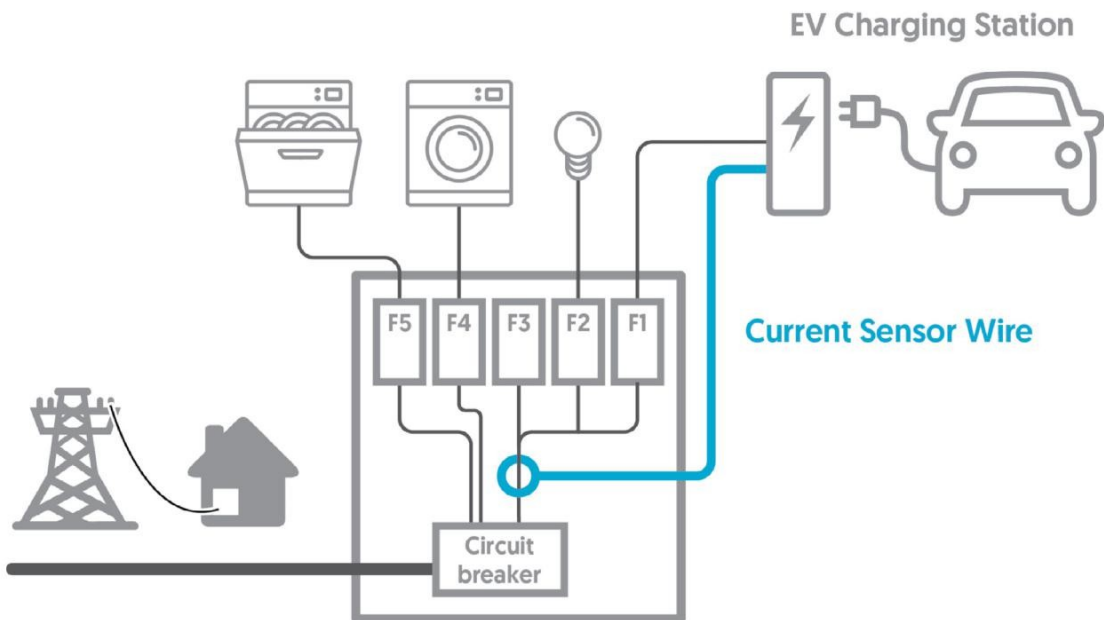 EV Charging Station
F5
F4
F3
F2
F1
Current Sensor Wire
Circuit
breaker